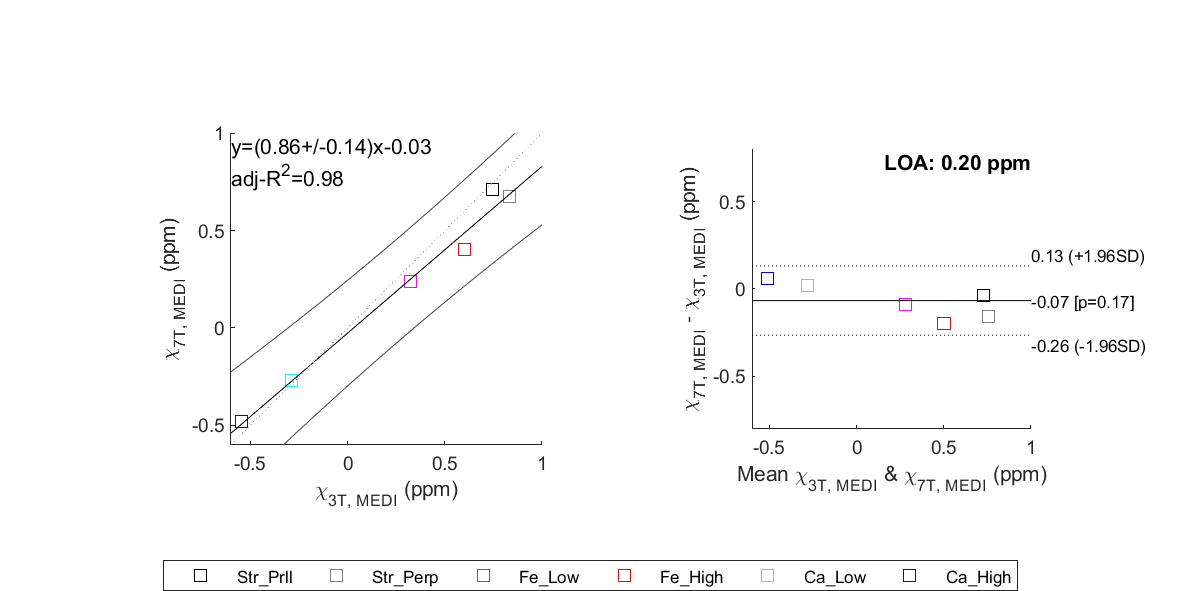 y=(0.86+/-0.14)x-0.03
adj-R²=0.98
1
0.5
0
-0.5
-0.5
0
0.5
1
χ7T, MEDI (ppm)
χ3T, MEDI (ppm)
LOA: 0.20 ppm
0.5
0
-0.5
0.13 (+1.96SD)
-0.07 [p=0.17]
-0.26 (-1.96SD)
-0.5
0
0.5
1
χ7T, MEDI - χ3T, MEDI (ppm)
Mean χ3T, MEDI & χ7T, MEDI (ppm)
Str_Prll Str_Perp Fe_Low Fe_High Ca_Low Ca_High